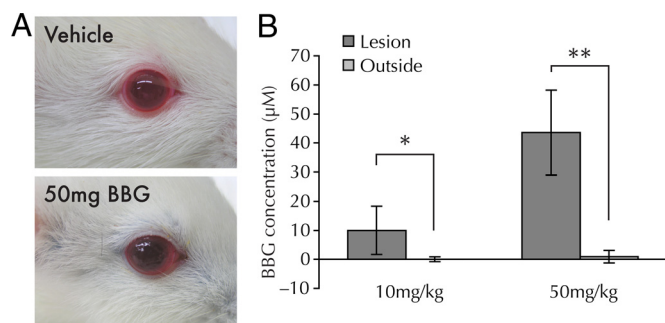 A
Vehicle
50mg BBG
B
Lesion
Outside
BBG concentration (μM)
70
60
50
40
30
20
10
0
−10
*
**
10mg/kg
50mg/kg